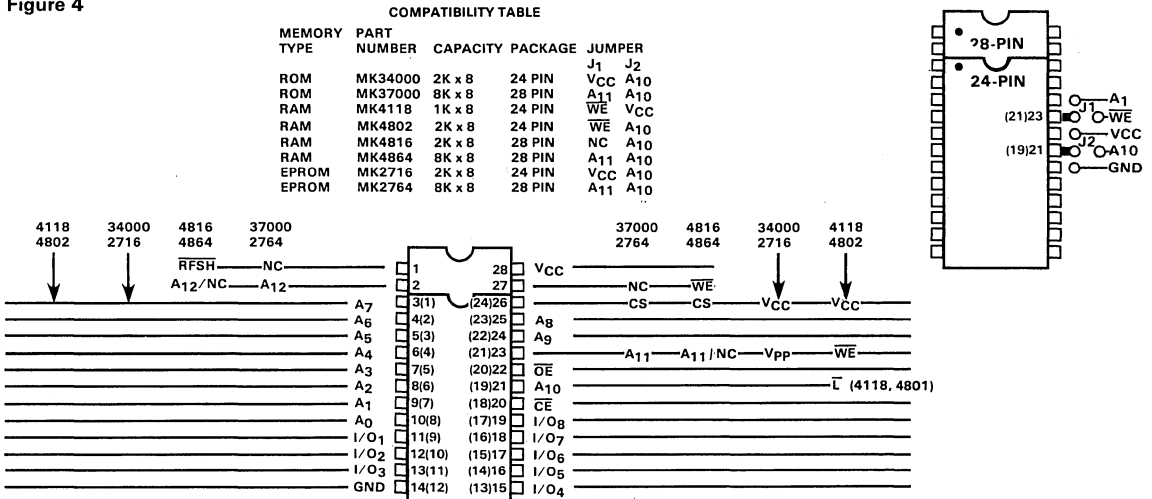 Figure 4
COMPATIBILITY TABLE
MEMORY PART
TYPE NUMBER CAPACITY PACKAGE JUMPER
J1 J2
ROM MK34000 2K x 8 24 PIN VCC A10
ROM MK37000 8K x 8 28 PIN A11 A10
RAM MK4118 1K x 8 24 PIN W̅E̅ VCC
RAM MK4802 2K x 8 24 PIN W̅E̅ A10
RAM MK4816 2K x 8 28 PIN NC A10
RAM MK4864 8K x 8 28 PIN A11 A10
EPROM MK2716 2K x 8 24 PIN VCC A10
EPROM MK2764 8K x 8 28 PIN A11 A10
28-PIN
24-PIN
A1
(21)23 J1 W̅E̅
VCC
(19)21 J2 A10
GND
4118 34000 4816 37000
4802 2716 4864 2764
37000 4816 34000 4118
2764 4864 2716 4802
R̅F̅S̅H̅ NC 1 28 VCC
A12/NC A12 2 27 NC W̅E̅
A7 3(1) (24)26 CS CS VCC VCC
A6 4(2) (23)25 A8
A5 5(3) (22)24 A9
A4 6(4) (21)23 A11 A11/NC VPP W̅E̅
A3 7(5) (20)22 O̅E̅
A2 8(6) (19)21 A10 L̅ (4118, 4801)
A1 9(7) (18)20 C̅E̅
A0 10(8) (17)19 I/O8
I/O1 11(9) (16)18 I/O7
I/O2 12(10) (15)17 I/O6
I/O3 13(11) (14)16 I/O5
GND 14(12) (13)15 I/O4